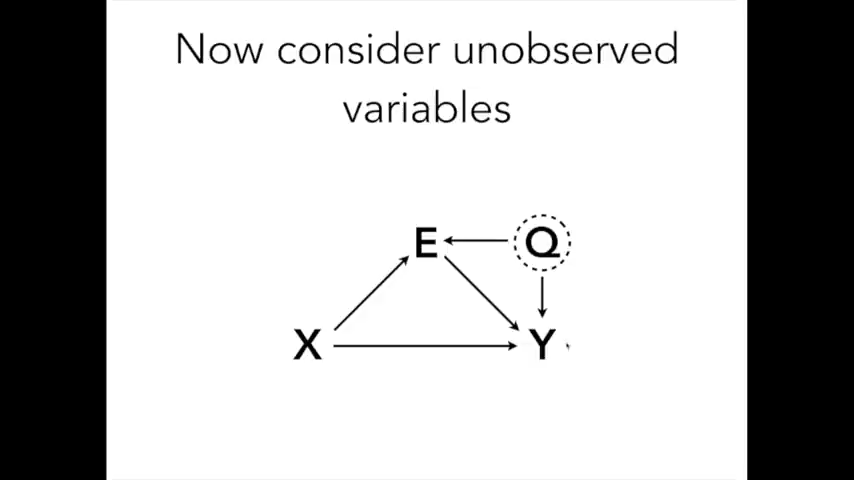 Now consider unobserved
variables
E
Q
X
Y